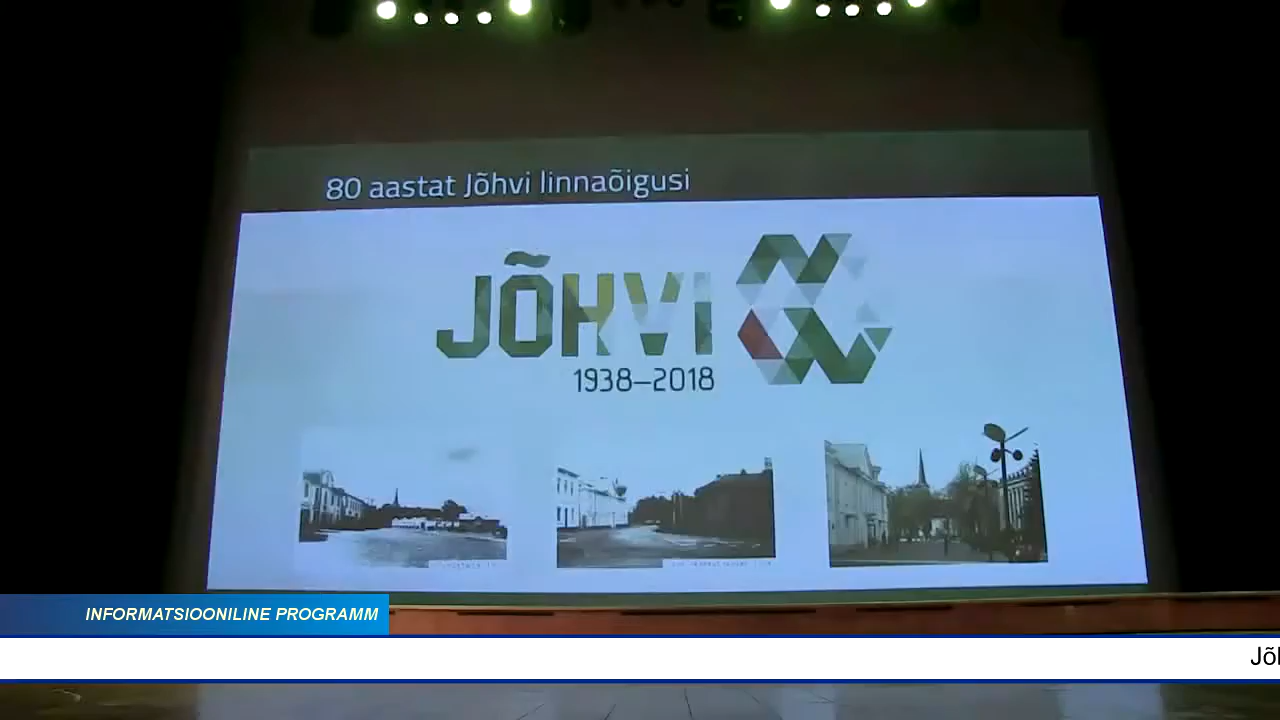 80 aastat Jõhvi linnaõigusi
JÕHVI
1938–2018
INFORMATSIOONILINE PROGRAMM